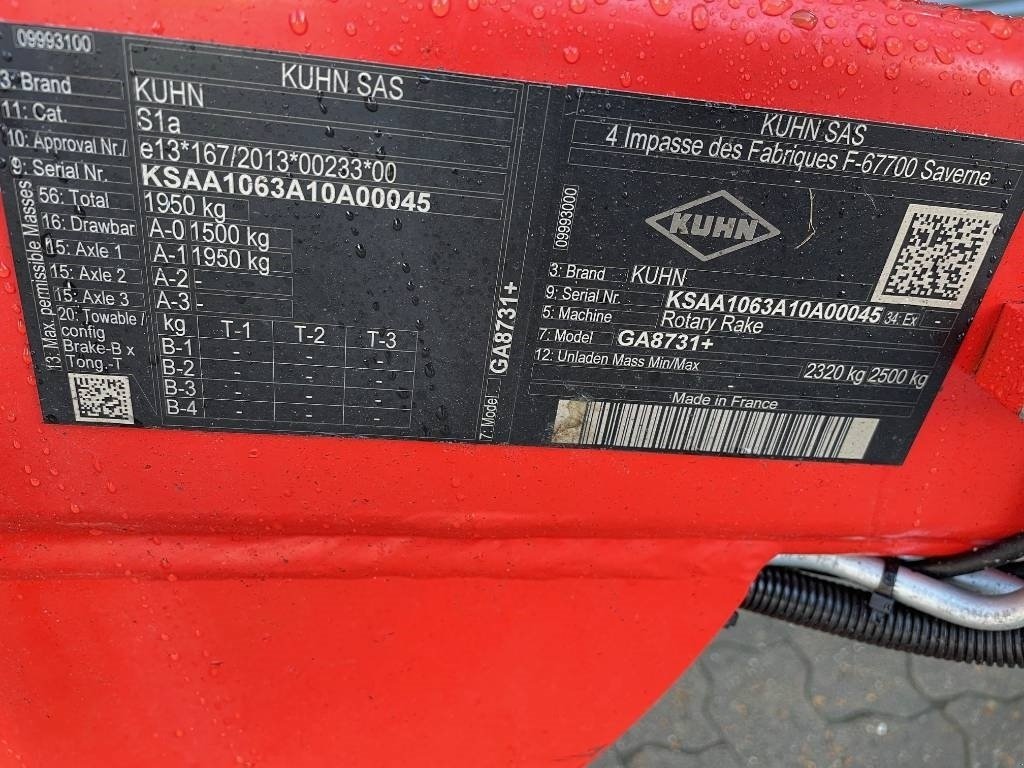 09993100
KUHN SAS
3: Brand KUHN
11: Cat. S1a
10: Approval Nr./ e13*167/2013*00233*00
9: Serial Nr. KSAA1063A10A00045
13: Max. permissible Masses
56: Total 1950 kg
16: Drawbar A-0 1500 kg
15: Axle 1 A-1 1950 kg
15: Axle 2 A-2 -
15: Axle 3 A-3 -
20: Towable / config Brake-B x Tong.-T
kg T-1 T-2 T-3
B-1 - - -
B-2 - - -
B-3 - - -
B-4 - - -
7: Model GA8731+
KUHN SAS
4 Impasse des Fabriques F-67700 Saverne
09993000
KUHN
3: Brand KUHN
9: Serial Nr. KSAA1063A10A00045 34: Ex -
5: Machine Rotary Rake
7: Model GA8731+
12: Unladen Mass Min/Max 2320 kg 2500 kg
- -
Made in France